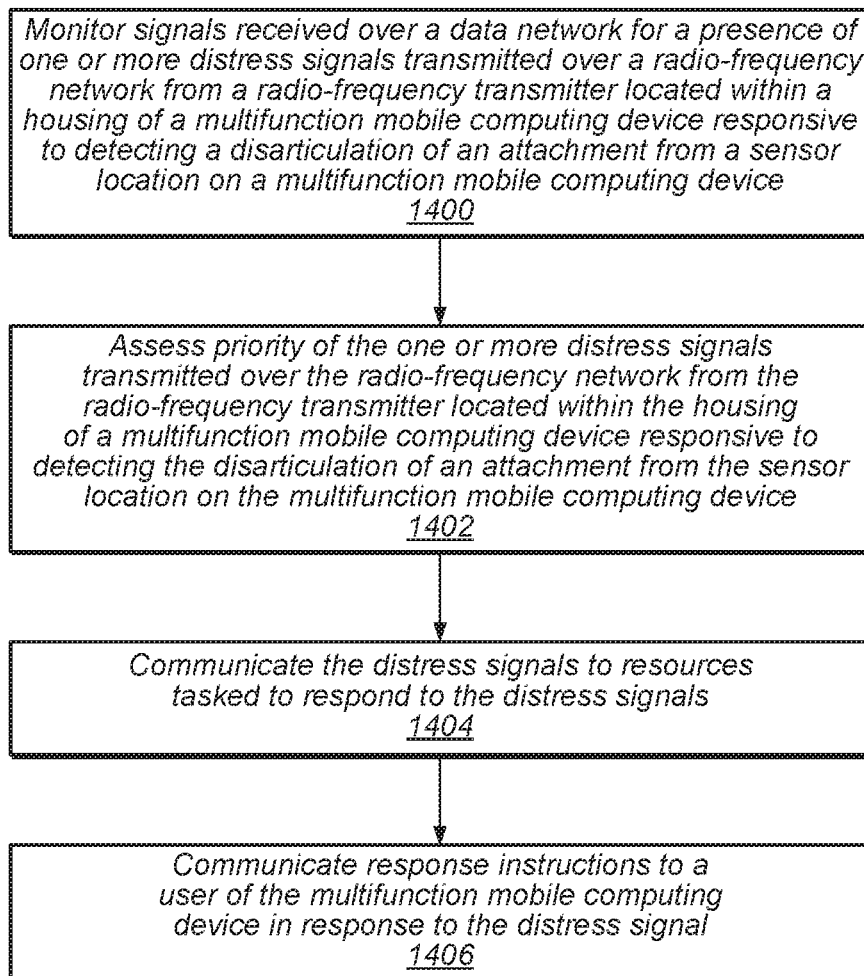 Monitor signals received over a data network for a presence of
one or more distress signals transmitted over a radio-frequency
network from a radio-frequency transmitter located within a
housing of a multifunction mobile computing device responsive
to detecting a disarticulation of an attachment from a sensor
location on a multifunction mobile computing device
1400
Assess priority of the one or more distress signals
transmitted over the radio-frequency network from the
radio-frequency transmitter located within the housing
of a multifunction mobile computing device responsive to
detecting the disarticulation of an attachment from the sensor
location on the multifunction mobile computing device
1402
Communicate the distress signals to resources
tasked to respond to the distress signals
1404
Communicate response instructions to a
user of the multifunction mobile computing
device in response to the distress signal
1406